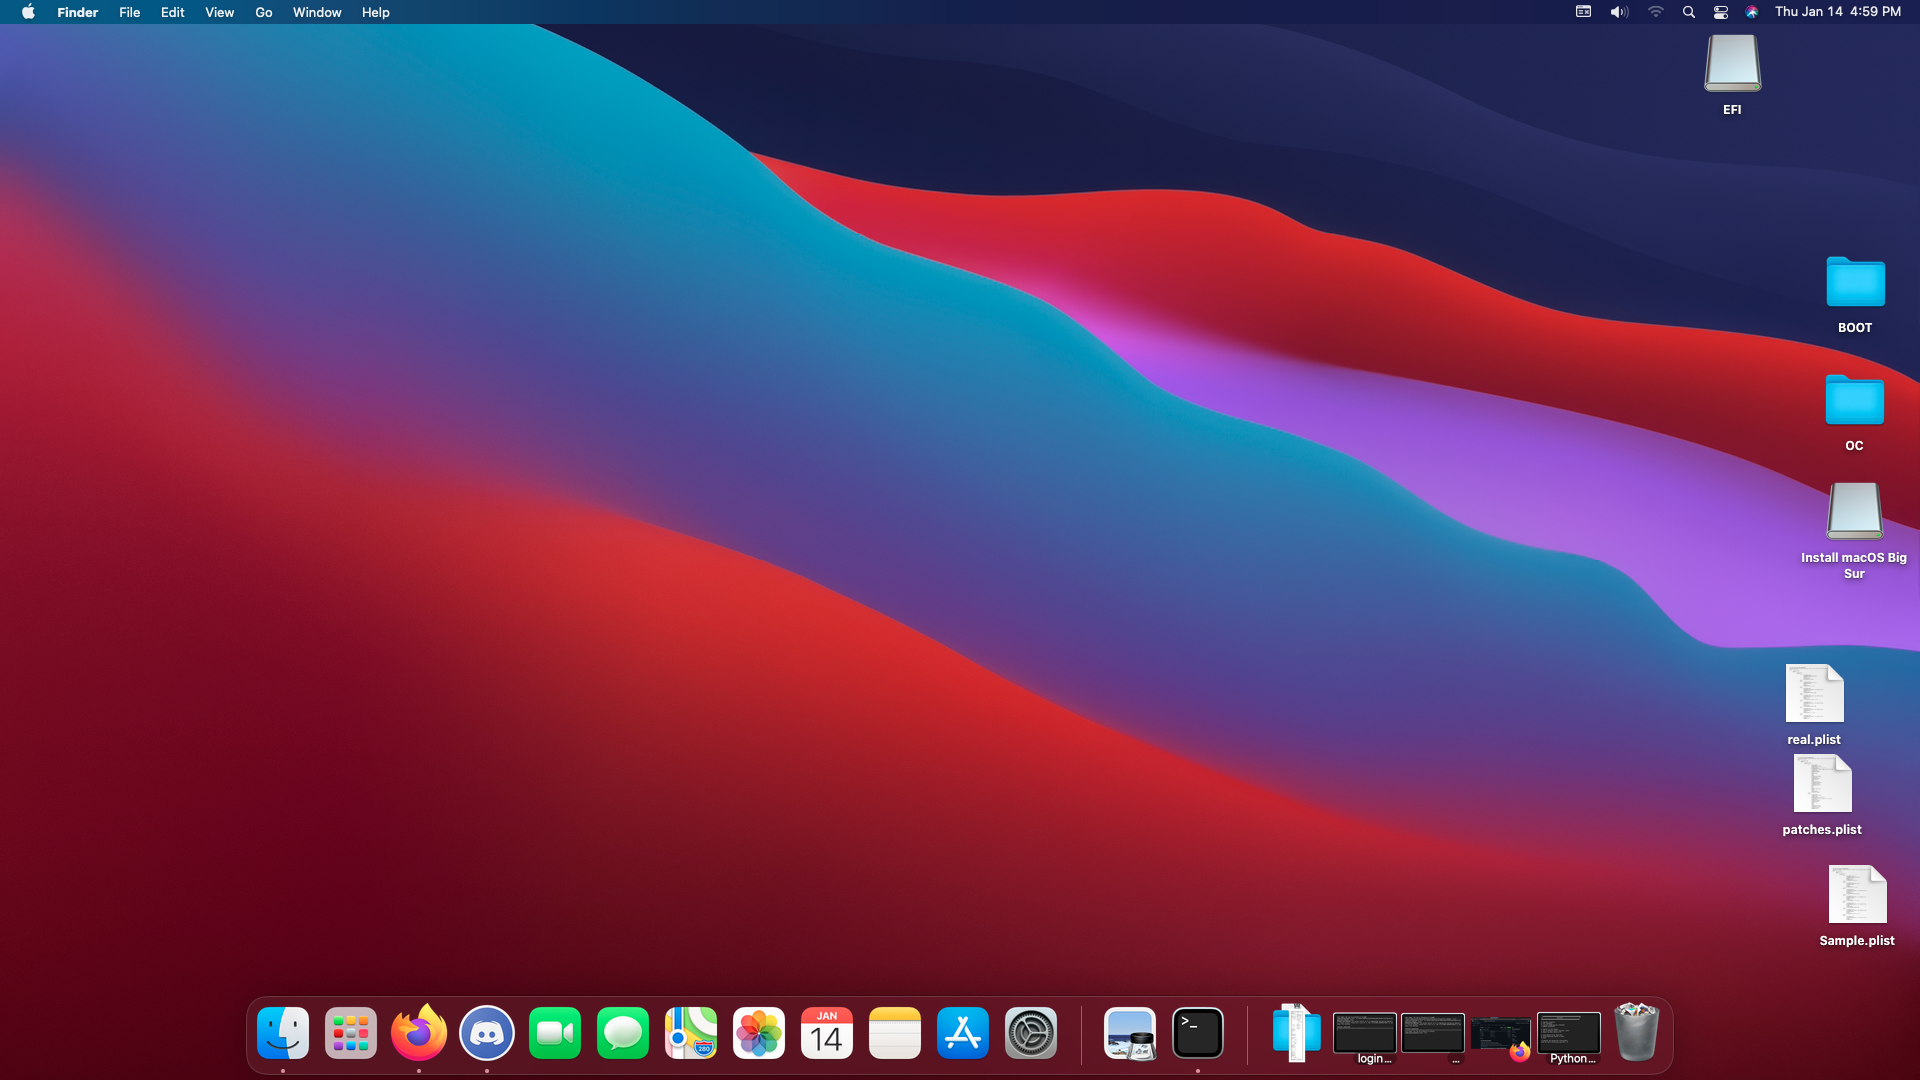 Finder File Edit View Go Window Help
Thu Jan 14 4:59 PM
EFI
BOOT
OC
Install macOS Big
Sur
real.plist
patches.plist
Sample.plist
JAN
14
280
>_
login...
...
Python...